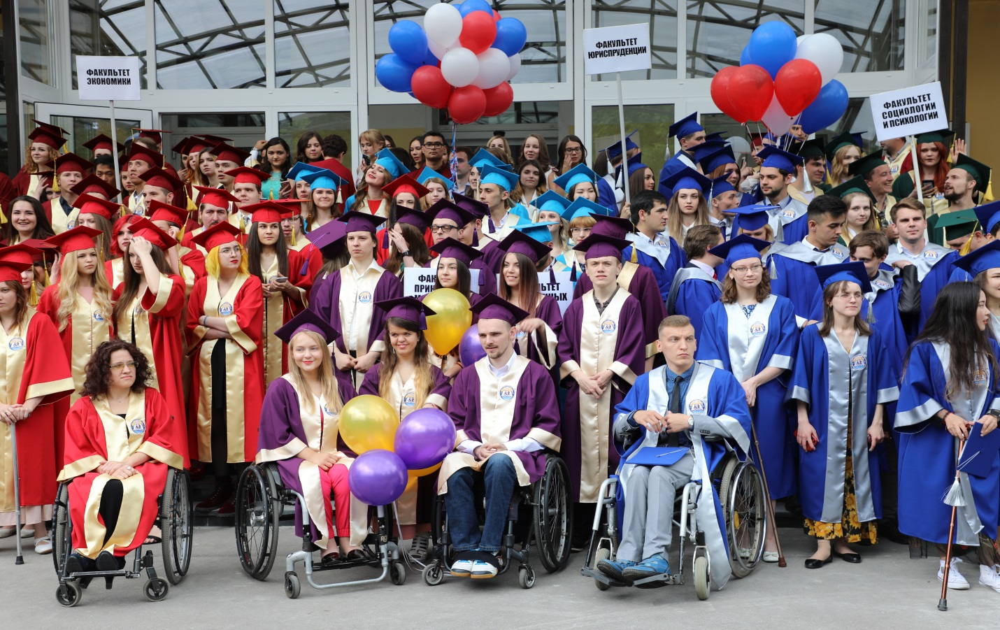 ФАКУЛЬТЕТ
ЭКОНОМИКИ
ФАКУЛЬТЕТ
ЮРИСПРУДЕНЦИИ
ФАКУЛЬТЕТ
СОЦИОЛОГИИ
И ПСИХОЛОГИИ